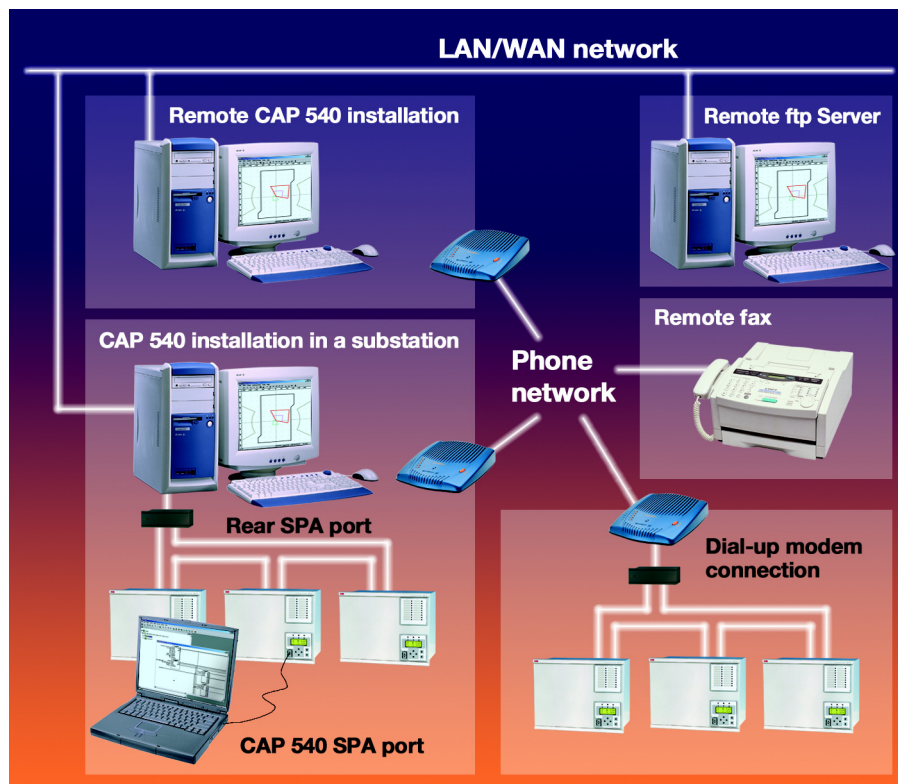 LAN/WAN network
Remote CAP 540 installation
Remote ftp Server
CAP 540 installation in a substation
Remote fax
Phone
network
Rear SPA port
Dial-up modem
connection
CAP 540 SPA port